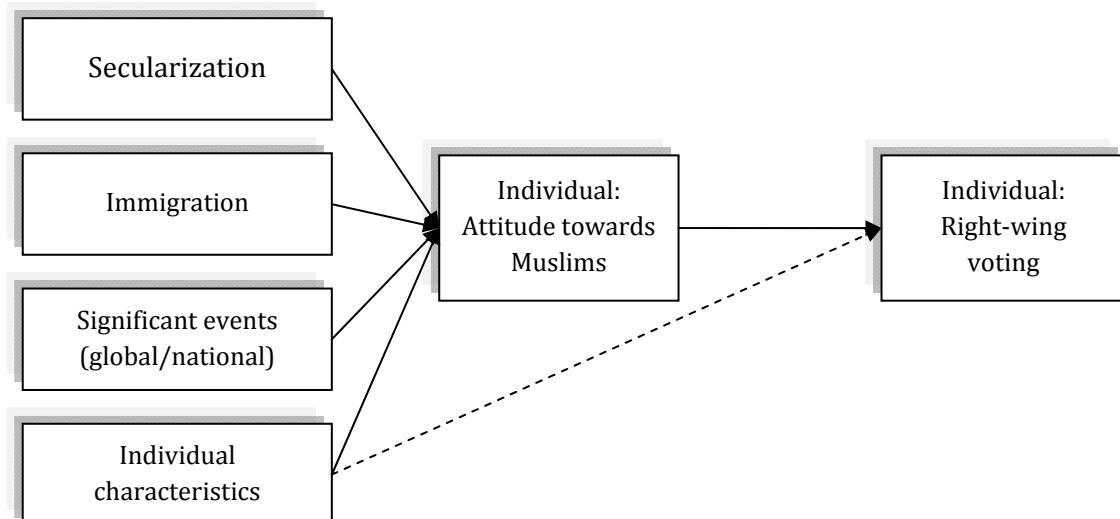 Secularization
Immigration
Significant events
(global/national)
Individual
characteristics
Individual:
Attitude towards
Muslims
Individual:
Right-wing
voting